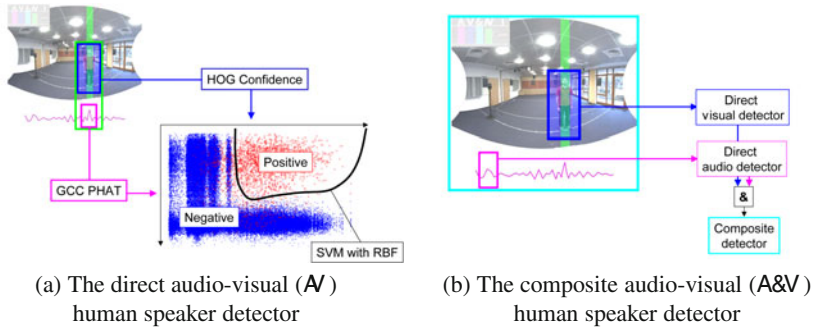 HOG Confidence
GCC PHAT
Positive
Negative
SVM with RBF
(a) The direct audio-visual (AV)
human speaker detector
Direct
visual detector
Direct
audio detector
&
Composite
detector
(b) The composite audio-visual (A&V)
human speaker detector